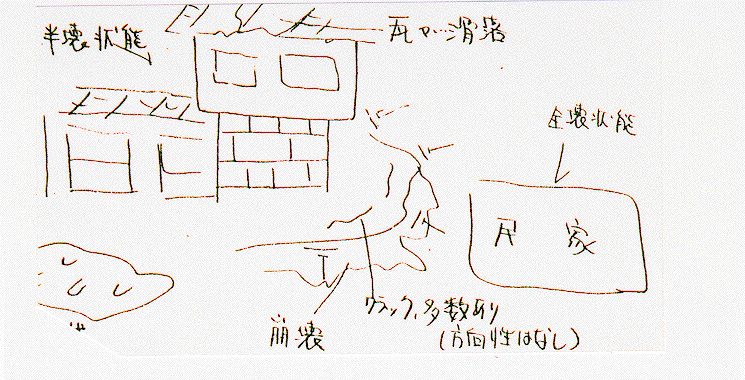 半壊状態
瓦が…滑落
全壊状態
民家
崩壊
クラック、多数あり
(方向性はなし)